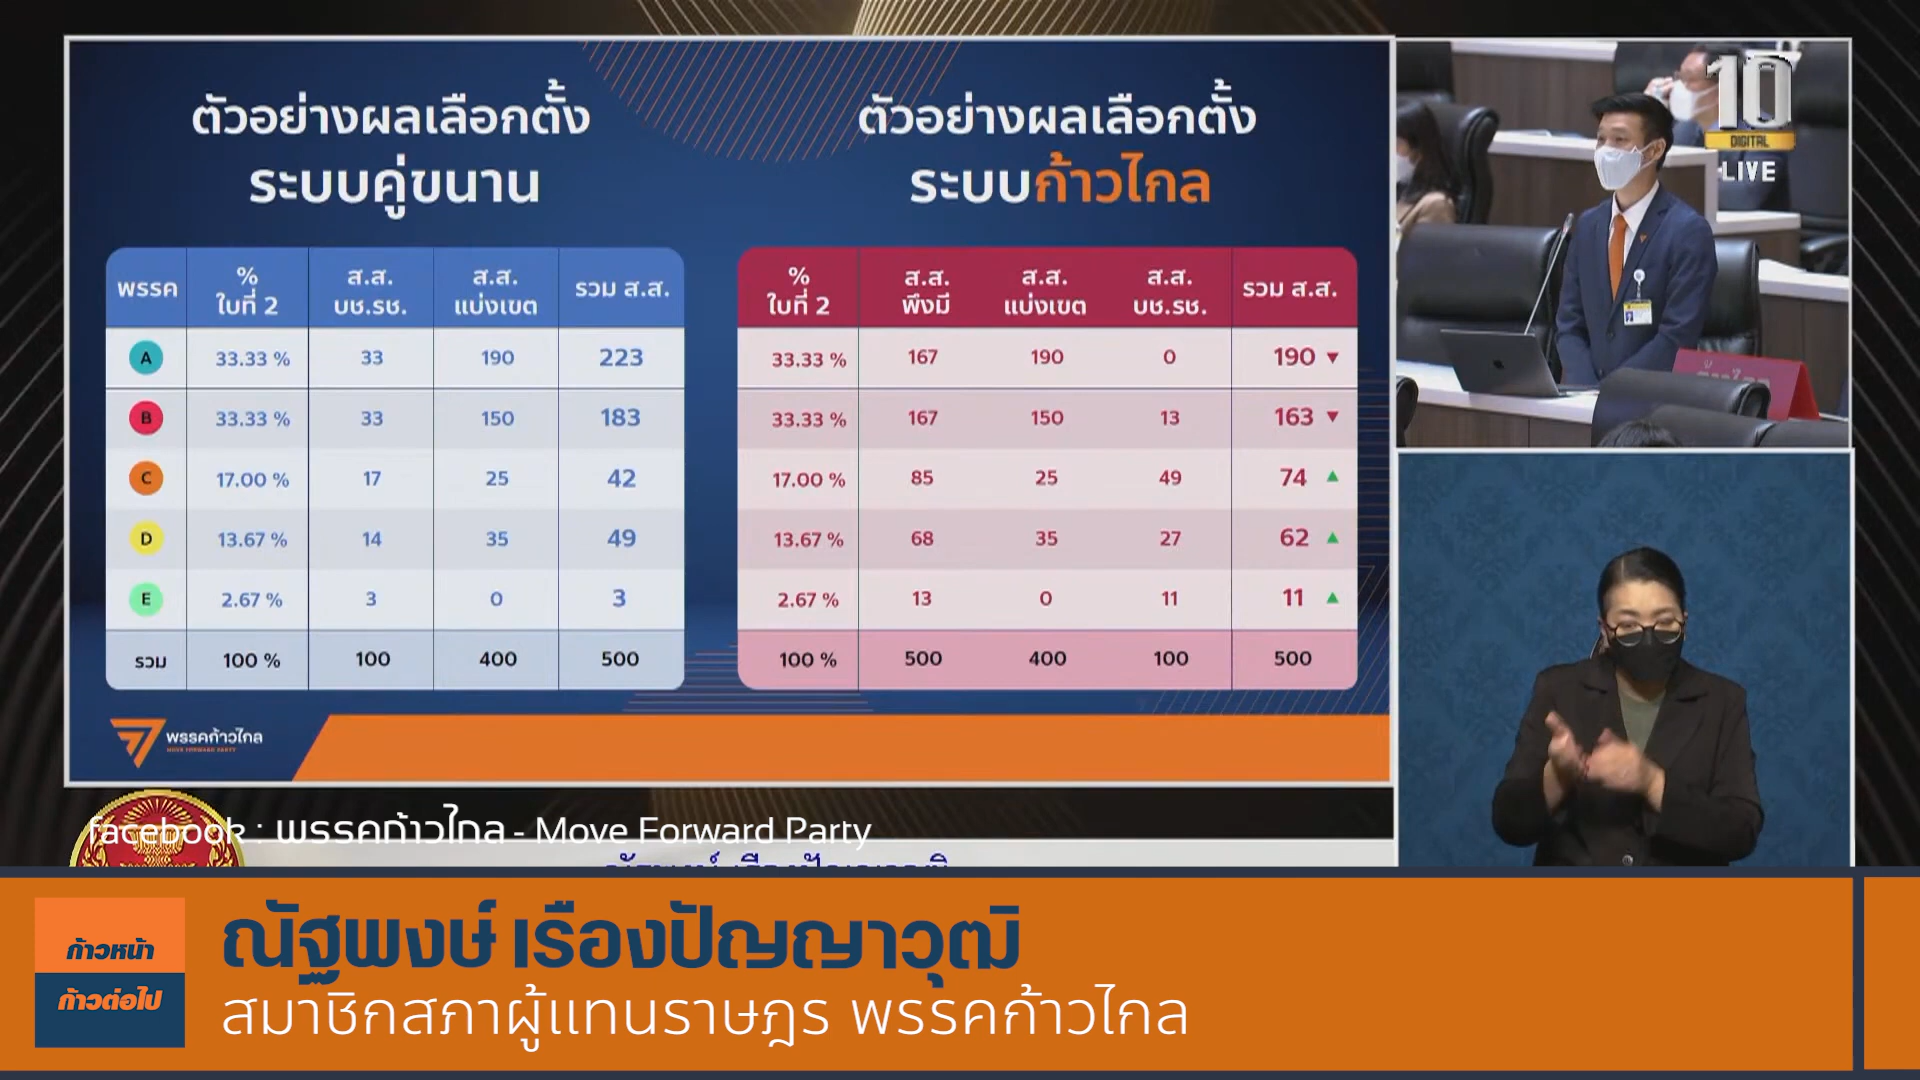 ตัวอย่างผลเลือกตั้ง
ระบบคู่ขนาน
พรรค % ใบที่ 2 ส.ส. บช.รช. ส.ส. แบ่งเขต รวม ส.ส.
A 33.33 % 33 190 223
B 33.33 % 33 150 183
C 17.00 % 17 25 42
D 13.67 % 14 35 49
E 2.67 % 3 0 3
รวม 100 % 100 400 500
ตัวอย่างผลเลือกตั้ง
ระบบก้าวไกล
% ใบที่ 2 ส.ส. พึงมี ส.ส. แบ่งเขต ส.ส. บช.รช. รวม ส.ส.
33.33 % 167 190 0 190 ▼
33.33 % 167 150 13 163 ▼
17.00 % 85 25 49 74 ▲
13.67 % 68 35 27 62 ▲
2.67 % 13 0 11 11 ▲
100 % 500 400 100 500
พรรคก้าวไกล
MOVE FORWARD PARTY
10
DIGITAL
LIVE
facebook : พรรคก้าวไกล - Move Forward Party
ก้าวหน้า
ก้าวต่อไป
ณัฐพงษ์ เรืองปัญญาวุฒิ
สมาชิกสภาผู้แทนราษฎร พรรคก้าวไกล